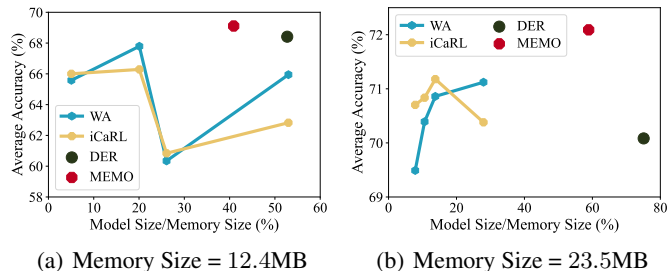 Average Accuracy (%)
70
68
66
64
62
60
58
WA
iCaRL
DER
MEMO
0 10 20 30 40 50 60
Model Size/Memory Size (%)
(a) Memory Size = 12.4MB
Average Accuracy (%)
72
71
70
69
WA
iCaRL
DER
MEMO
0 20 40 60 80
Model Size/Memory Size (%)
(b) Memory Size = 23.5MB